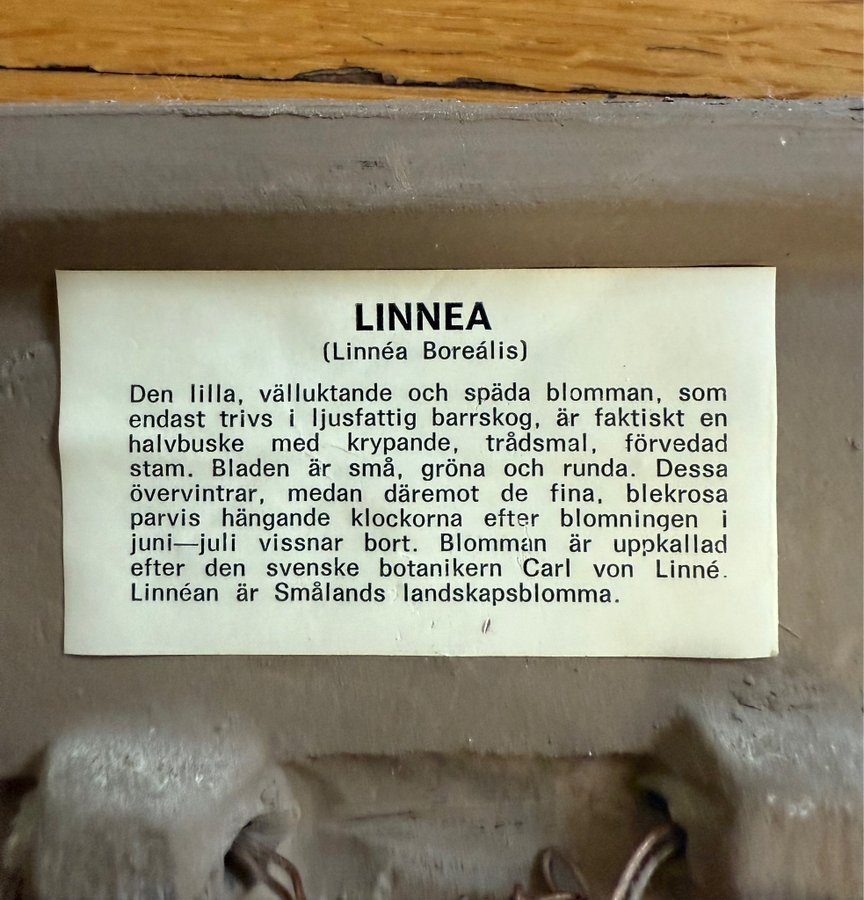 LINNEA
(Linnéa Boreális)
Den lilla, välluktande och späda blomman, som
endast trivs i ljusfattig barrskog, är faktiskt en
halvbuske med krypande, trådsmal, förvedad
stam. Bladen är små, gröna och runda. Dessa
övervintrar, medan däremot de fina, blekrosa
parvis hängande klockorna efter blomningen i
juni—juli vissnar bort. Blomman är uppkallad
efter den svenske botanikern Carl von Linné.
Linnéan är Smålands landskapsblomma.